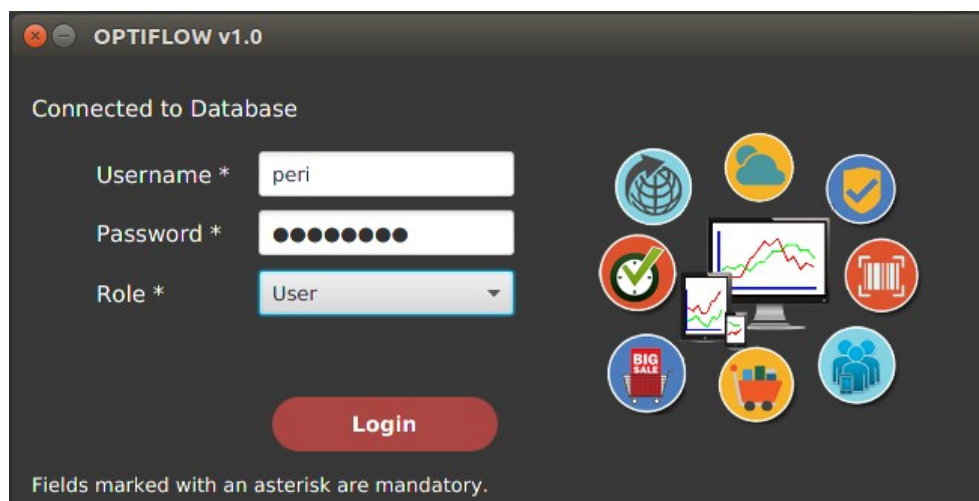 OPTIFLOW v1.0
Connected to Database
Username * peri
Password * ●●●●●●●●
Role * User
BIG
SALE
Login
Fields marked with an asterisk are mandatory.